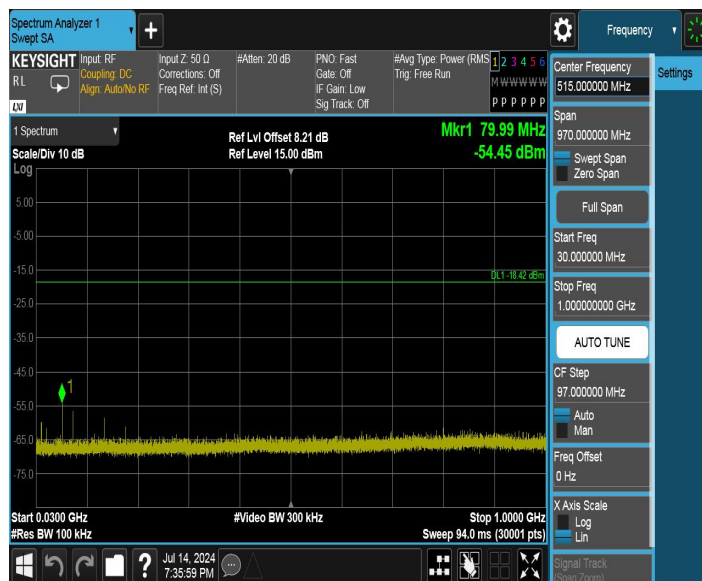 Spectrum Analyzer 1
Swept SA
+
Frequency
KEYSIGHT
RL
LXI
Input: RF
Coupling: DC
Align: Auto/No RF
Input Z: 50 Ω
Corrections: Off
Freq Ref: Int (S)
#Atten: 20 dB
PNO: Fast
Gate: Off
IF Gain: Low
Sig Track: Off
#Avg Type: Power (RMS
Trig: Free Run
1 2 3 4 5 6
M W W W W W
P P P P P P
1 Spectrum
Scale/Div 10 dB
Ref Lvl Offset 8.21 dB
Ref Level 15.00 dBm
Mkr1 79.99 MHz
-54.45 dBm
Log
5.00
-5.00
-15.0
-25.0
-35.0
-45.0
-55.0
-65.0
-75.0
DL1 -18.42 dBm
1
Start 0.0300 GHz
#Res BW 100 kHz
#Video BW 300 kHz
Stop 1.0000 GHz
Sweep 94.0 ms (30001 pts)
?
Jul 14, 2024
7:35:59 PM
Center Frequency
515.000000 MHz
Settings
Span
970.000000 MHz
Swept Span
Zero Span
Full Span
Start Freq
30.000000 MHz
Stop Freq
1.000000000 GHz
AUTO TUNE
CF Step
97.000000 MHz
Auto
Man
Freq Offset
0 Hz
X Axis Scale
Log
Lin
Signal Track
(Span Zoom)